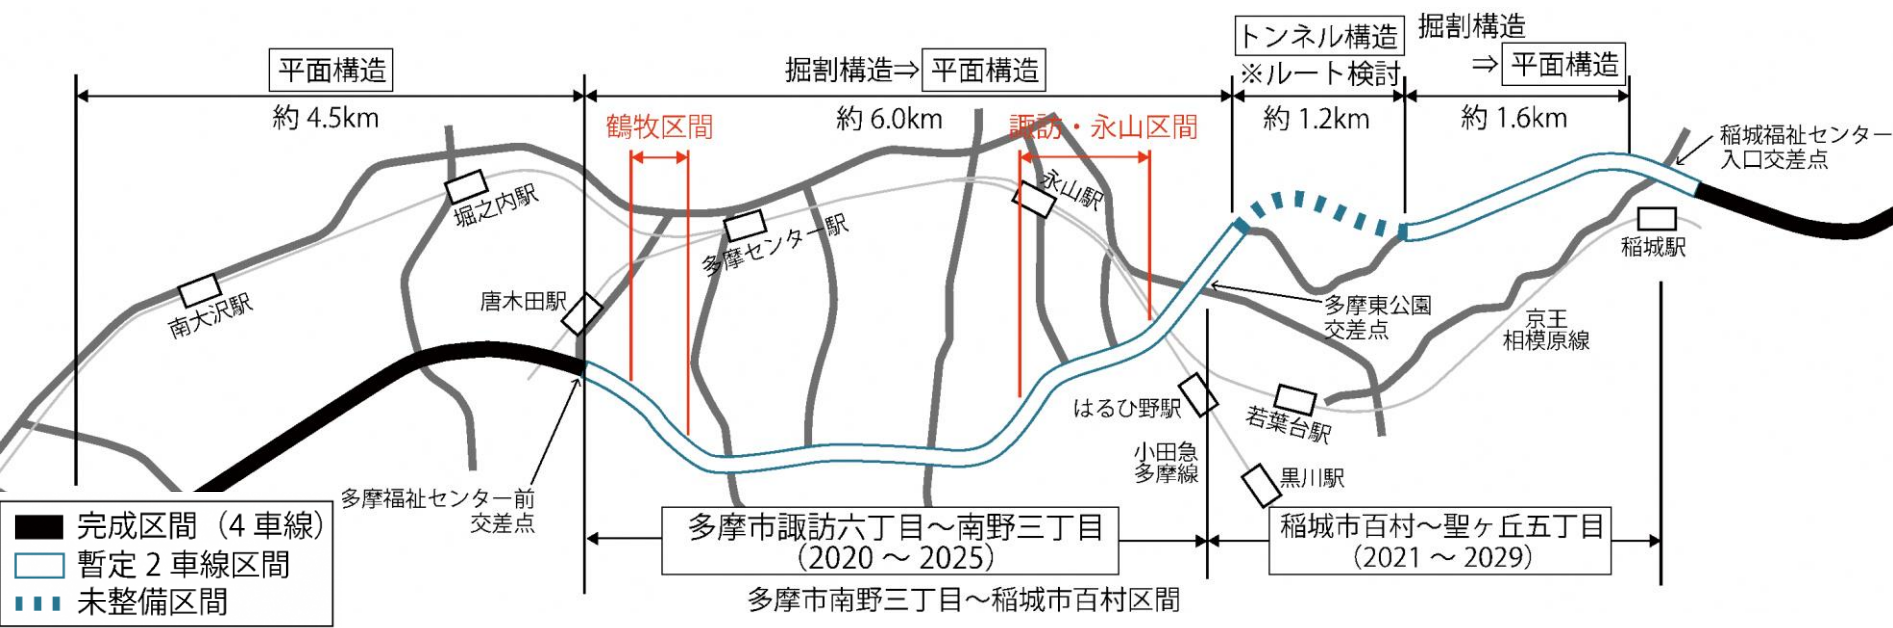 平面構造
約 4.5km
掘割構造⇒ 平面構造
約 6.0km
トンネル構造
※ルート検討
約 1.2km
掘割構造
⇒ 平面構造
約 1.6km
鶴牧区間
諏訪・永山区間
稲城福祉センター
入口交差点
堀之内駅
永山駅
多摩センター駅
南大沢駅
唐木田駅
稲城駅
多摩東公園
交差点
京王
相模原線
はるひ野駅
若葉台駅
小田急
多摩線
黒川駅
多摩福祉センター前
交差点
完成区間（4 車線）
暫定 2 車線区間
未整備区間
多摩市諏訪六丁目～南野三丁目
（2020 ～ 2025）
稲城市百村～聖ヶ丘五丁目
（2021 ～ 2029）
多摩市南野三丁目～稲城市百村区間